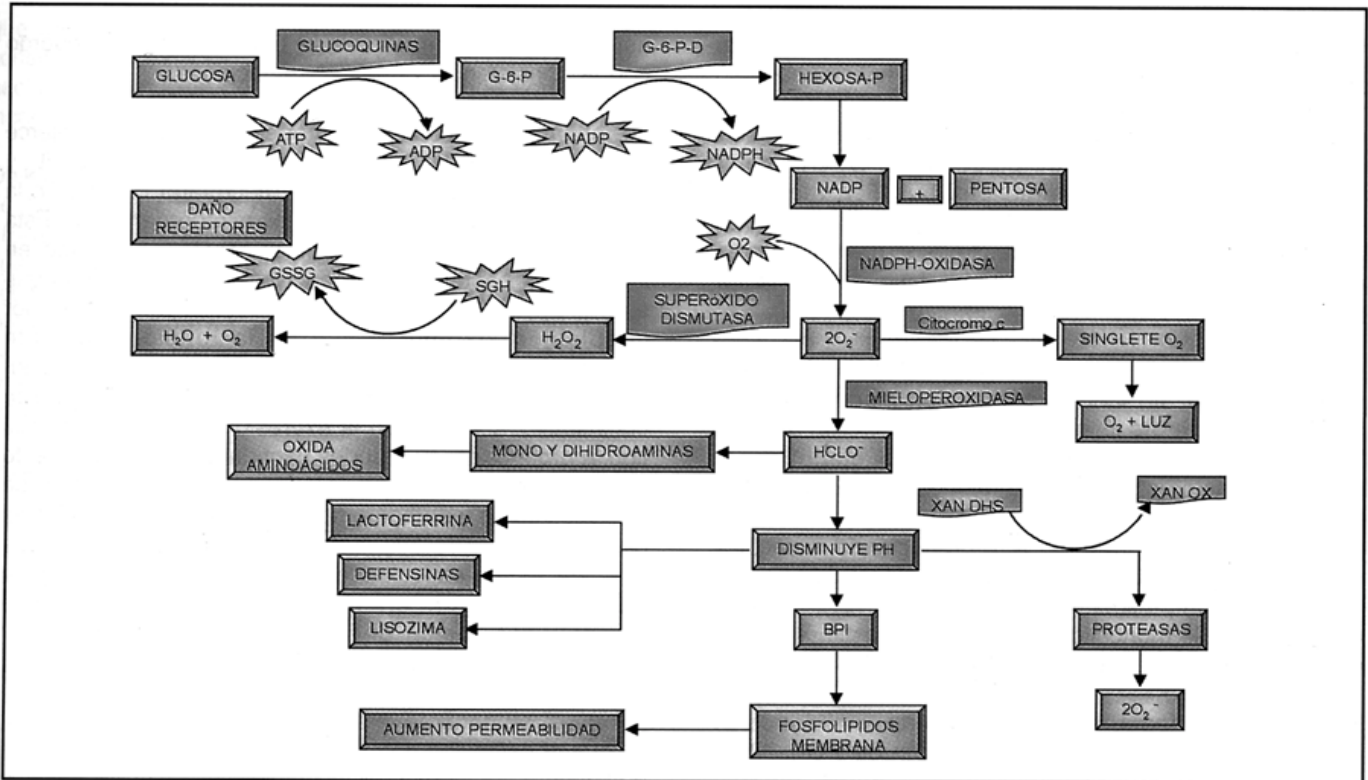 GLUCOQUINAS
G-6-P-D
GLUCOSA
G-6-P
HEXOSA-P
ATP
ADP
NADP
NADPH
NADP
+
PENTOSA
DAÑO
RECEPTORES
O2
NADPH-OXIDASA
GSSG
SGH
SUPERóXIDO
DISMUTASA
Citocromo c
H₂O + O₂
H₂O₂
2O₂⁻
SINGLETE O₂
MIELOPEROXIDASA
O₂ + LUZ
OXIDA
AMINOÁCIDOS
MONO Y DIHIDROAMINAS
HCLO⁻
XAN DHS
XAN OX
LACTOFERRINA
DISMINUYE PH
DEFENSINAS
LISOZIMA
BPI
PROTEASAS
2O₂⁻
AUMENTO PERMEABILIDAD
FOSFOLÍPIDOS
MEMBRANA